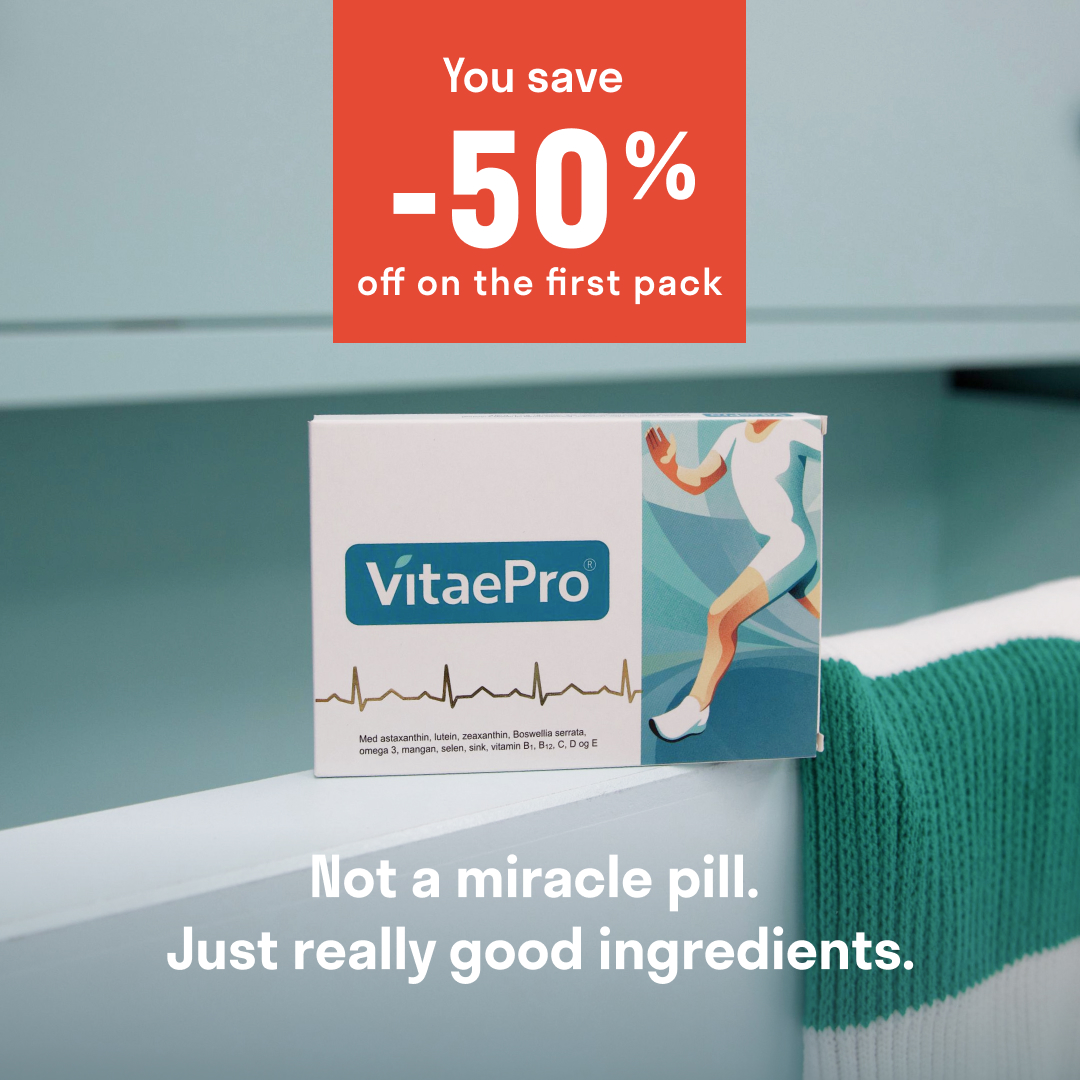 You save
-50%
off on the first pack
VitaePro®
Med astaxanthin, lutein, zeaxanthin, Boswellia serrata,
omega 3, mangan, selen, sink, vitamin B₁, B₁₂, C, D og E
Not a miracle pill.
Just really good ingredients.